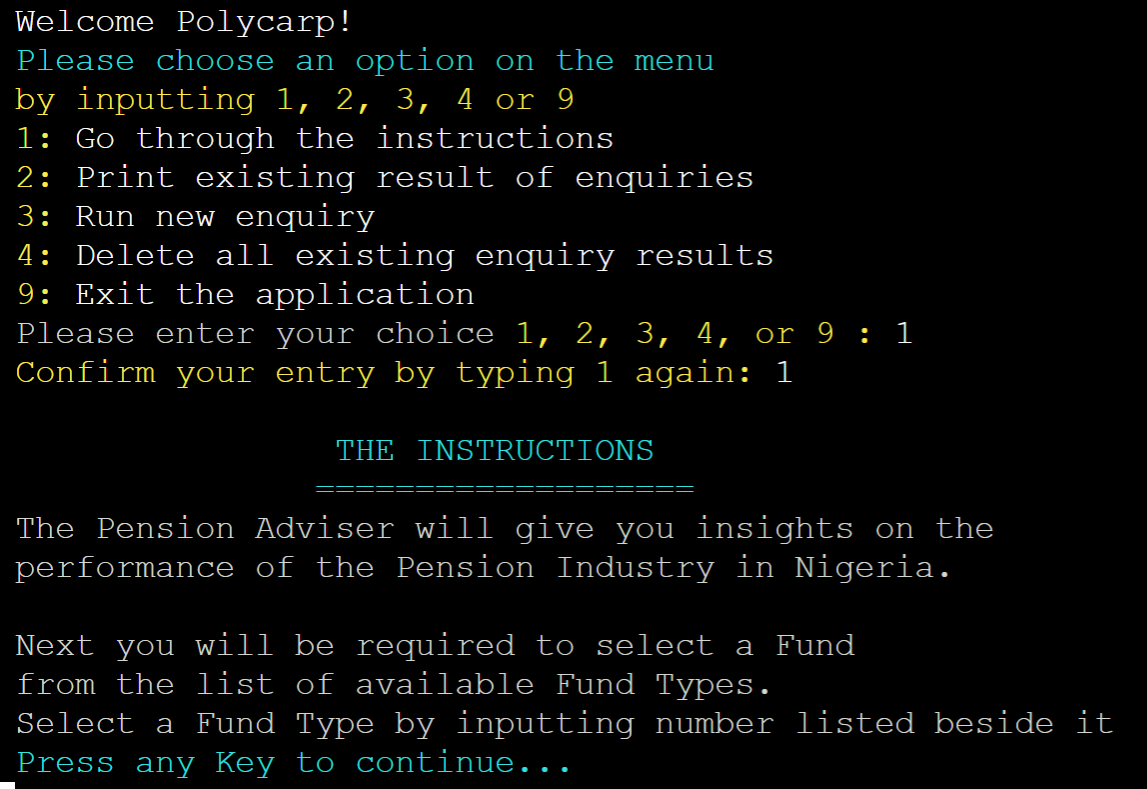 Welcome Polycarp!
Please choose an option on the menu
by inputting 1, 2, 3, 4 or 9
1: Go through the instructions
2: Print existing result of enquiries
3: Run new enquiry
4: Delete all existing enquiry results
9: Exit the application
Please enter your choice 1, 2, 3, 4, or 9 : 1
Confirm your entry by typing 1 again: 1
THE INSTRUCTIONS
===================
The Pension Adviser will give you insights on the
performance of the Pension Industry in Nigeria.
Next you will be required to select a Fund
from the list of available Fund Types.
Select a Fund Type by inputting number listed beside it
Press any Key to continue...